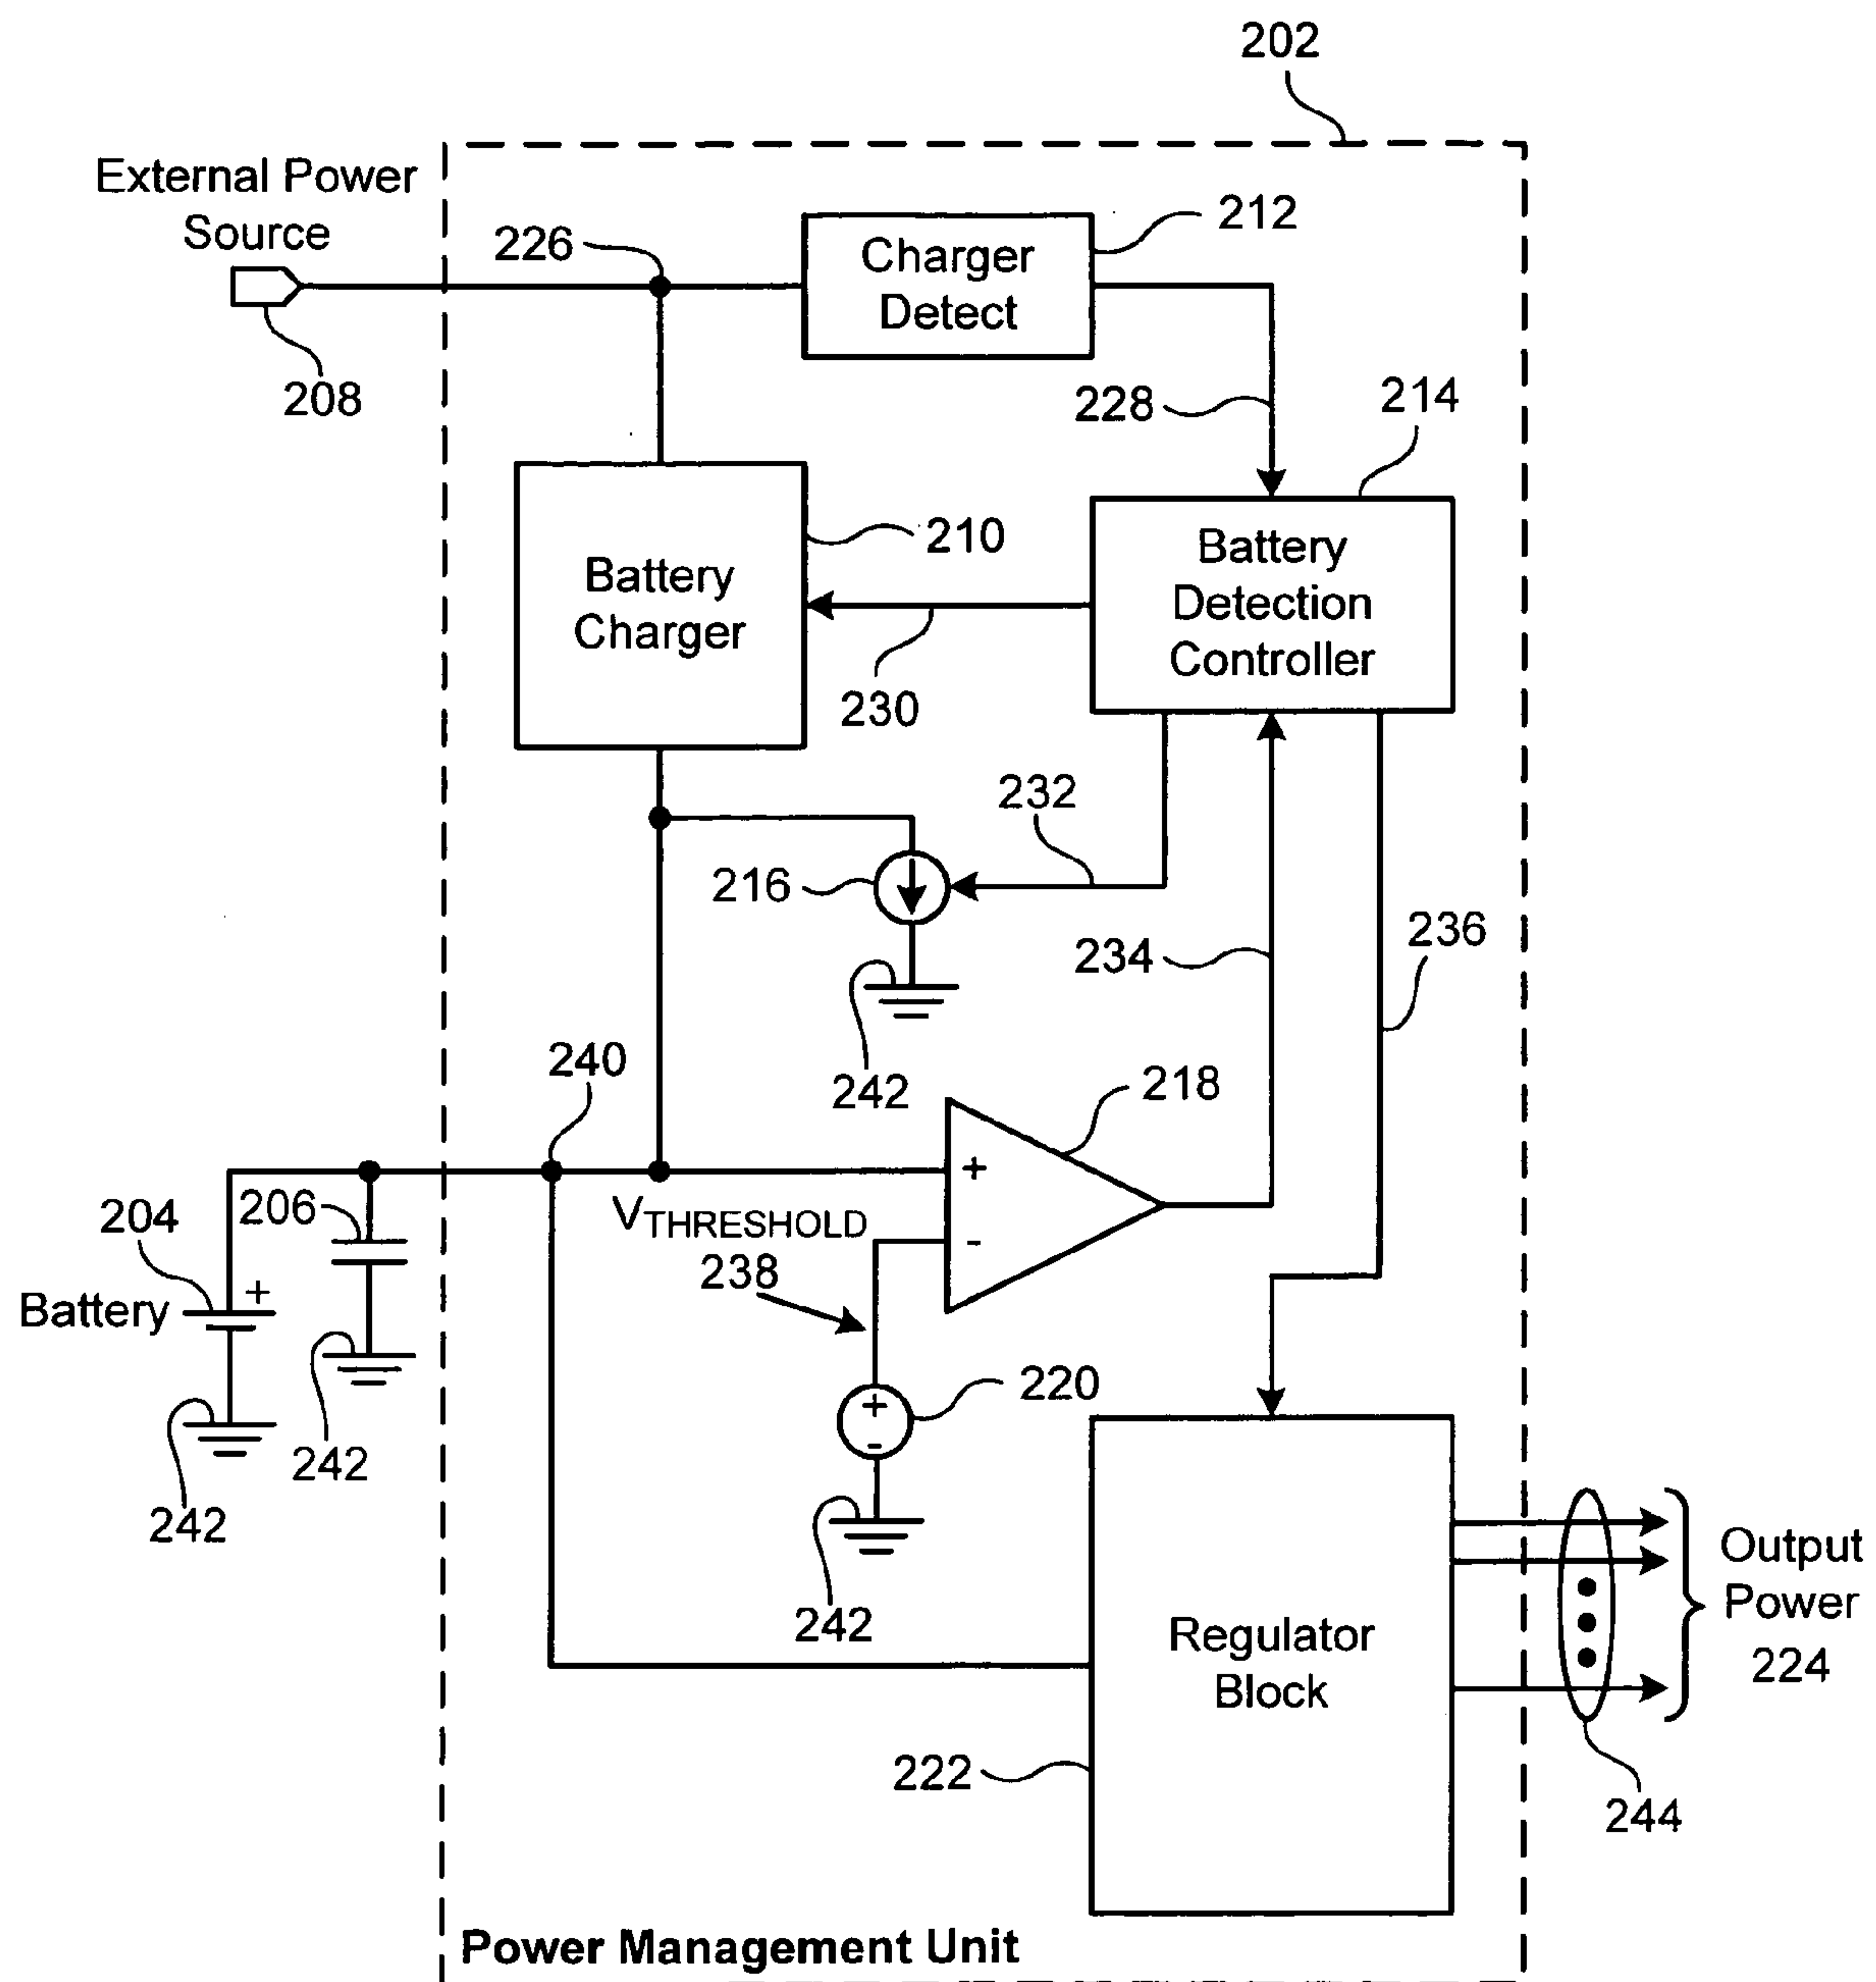 202
External Power
Source
226
212
Charger
Detect
208
228
214
210
Battery
Charger
Battery
Detection
Controller
230
232
216
234
236
242
240
218
+
-
VTHRESHOLD
238
204
206
+
Battery
220
+
-
242
242
242
Output
Power
224
Regulator
Block
222
244
Power Management Unit